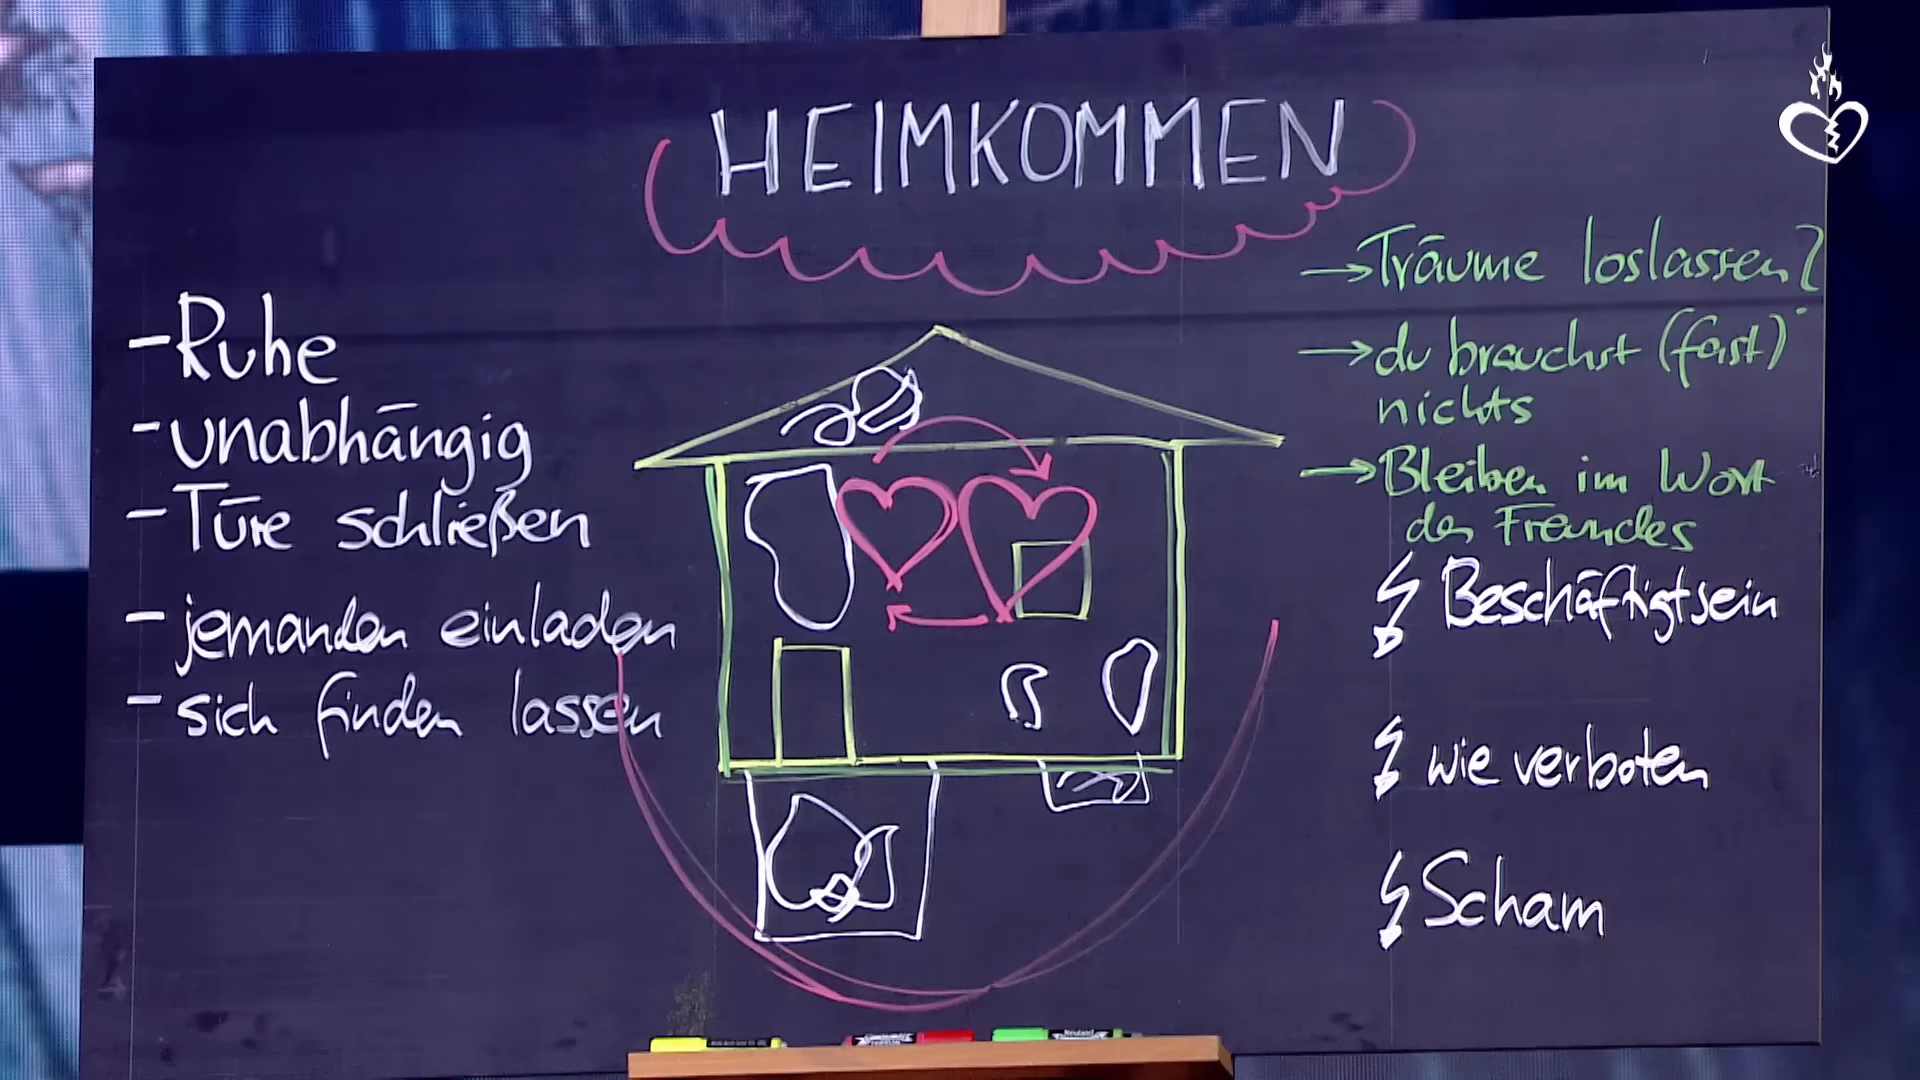 HEIMKOMMEN
- Ruhe
- unabhängig
- Türe schließen
- jemanden einladen
- sich finden lassen
→ Träume loslassen?
→ du brauchst (fast)
nichts
→ Bleiben im Wort
des Freundes
Beschäftigtsein
wie verboten
Scham
Neuland